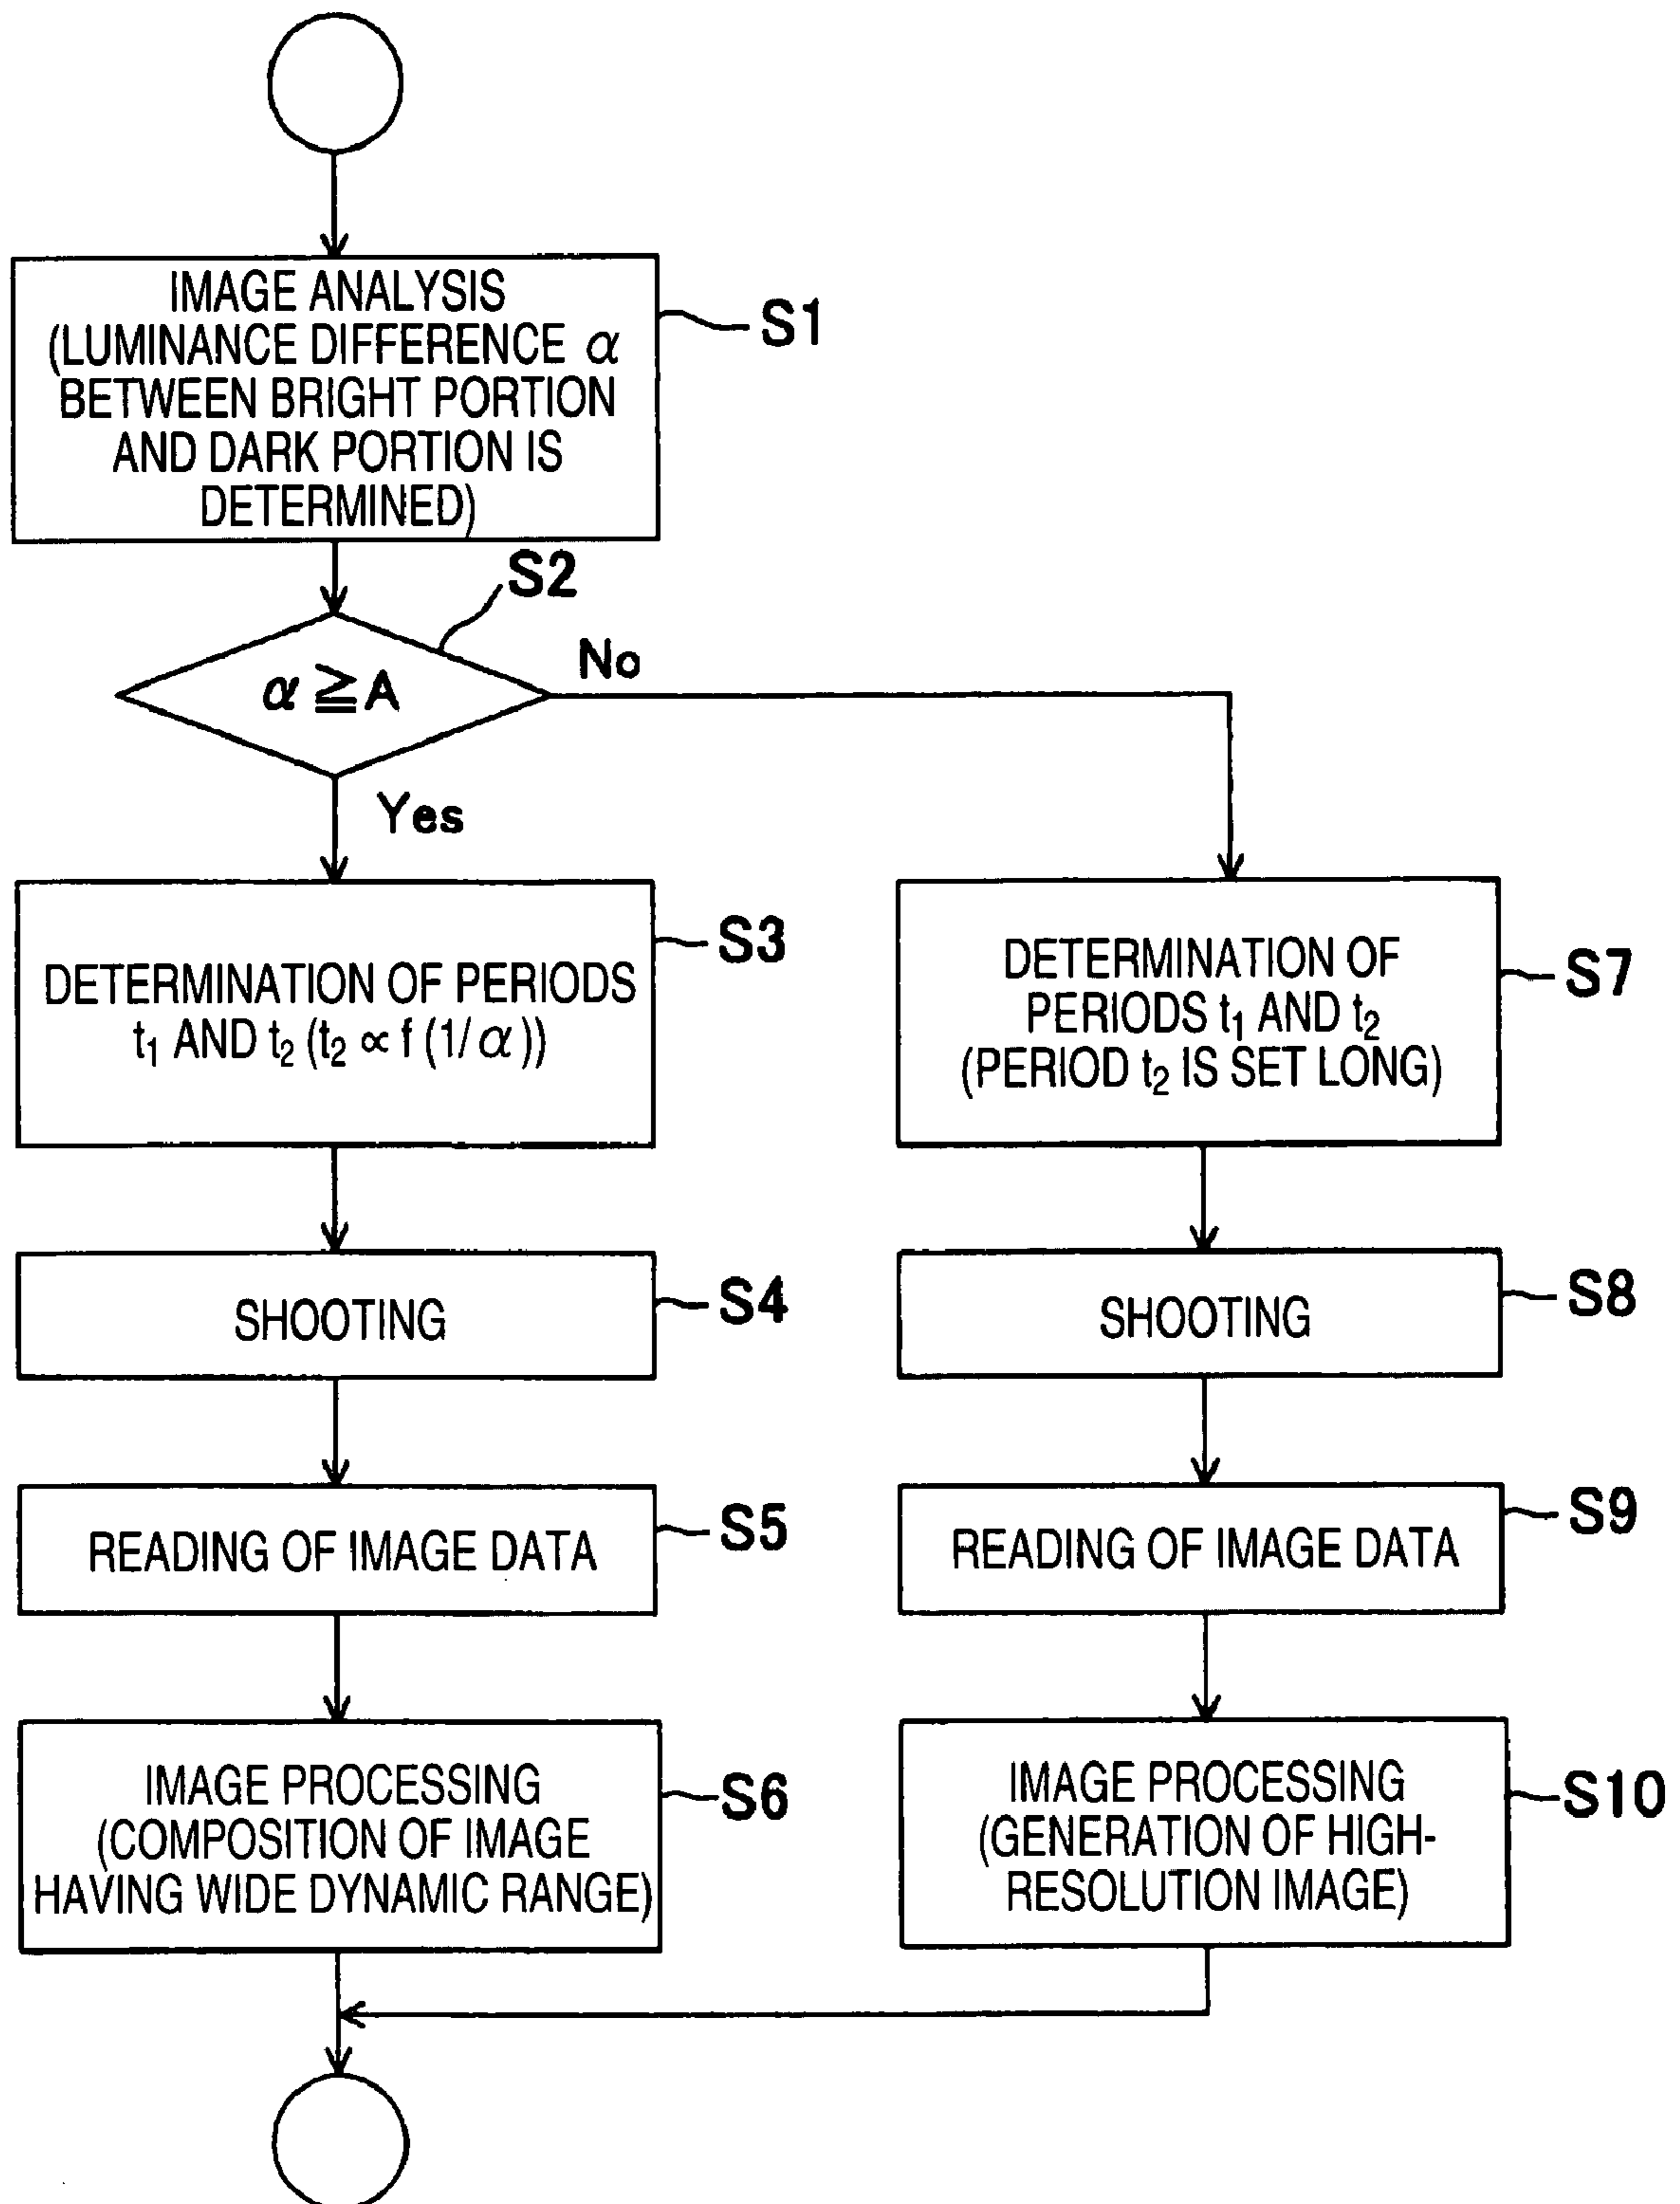 IMAGE ANALYSIS
(LUMINANCE DIFFERENCE α
BETWEEN BRIGHT PORTION
AND DARK PORTION IS
DETERMINED)
S1
S2
α ≧ A
No
Yes
DETERMINATION OF PERIODS
t₁ AND t₂ (t₂ ∝ f (1/α))
S3
DETERMINATION OF
PERIODS t₁ AND t₂
(PERIOD t₂ IS SET LONG)
S7
SHOOTING
S4
SHOOTING
S8
READING OF IMAGE DATA
S5
READING OF IMAGE DATA
S9
IMAGE PROCESSING
(COMPOSITION OF IMAGE
HAVING WIDE DYNAMIC RANGE)
S6
IMAGE PROCESSING
(GENERATION OF HIGH-
RESOLUTION IMAGE)
S10